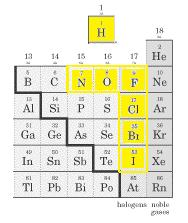 1
H
18
2
He
13 14 15 16 17
5 6 7 8 9 10
B C N O F Ne
13 14 15 16 17 18
Al Si P S Cl Ar
31 32 33 34 35 36
Ga Ge As Se Br Kr
49 50 51 52 53 54
In Sn Sb Te I Xe
81 82 83 84 85 86
Tl Pb Bi Po At Rn
halogens noble
gases